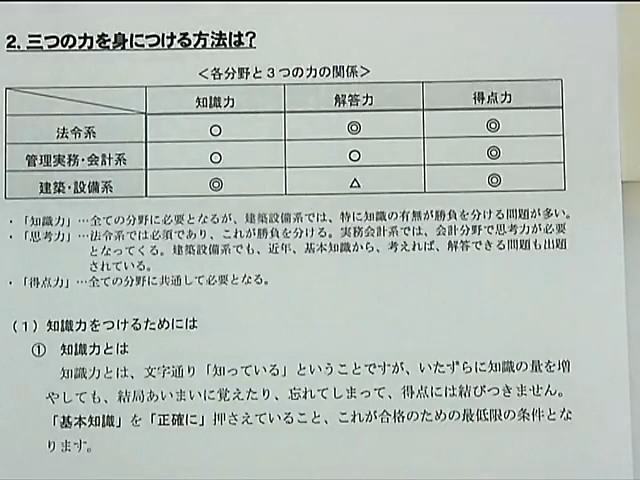 2. 三つの力を身につける方法は?
＜各分野と３つの力の関係＞
知識力 解答力 得点力
法令系 ○ ◎ ◎
管理実務・会計系 ○ ○ ◎
建築・設備系 ◎ △ ◎
・「知識力」…全ての分野に必要となるが、建築設備系では、特に知識の有無が勝負を分ける問題が多い。
・「思考力」…法令系では必須であり、これが勝負を分ける。実務会計系では、会計分野で思考力が必要
となってくる。建築設備系でも、近年、基本知識から、考えれば、解答できる問題も出題
されている。
・「得点力」…全ての分野に共通して必要となる。
（１）知識力をつけるためには
① 知識力とは
知識力とは、文字通り「知っている」ということですが、いたずらに知識の量を増
やしても、結局あいまいに覚えたり、忘れてしまって、得点には結びつきません。
「基本知識」を「正確に」押さえていること、これが合格のための最低限の条件とな
ります。